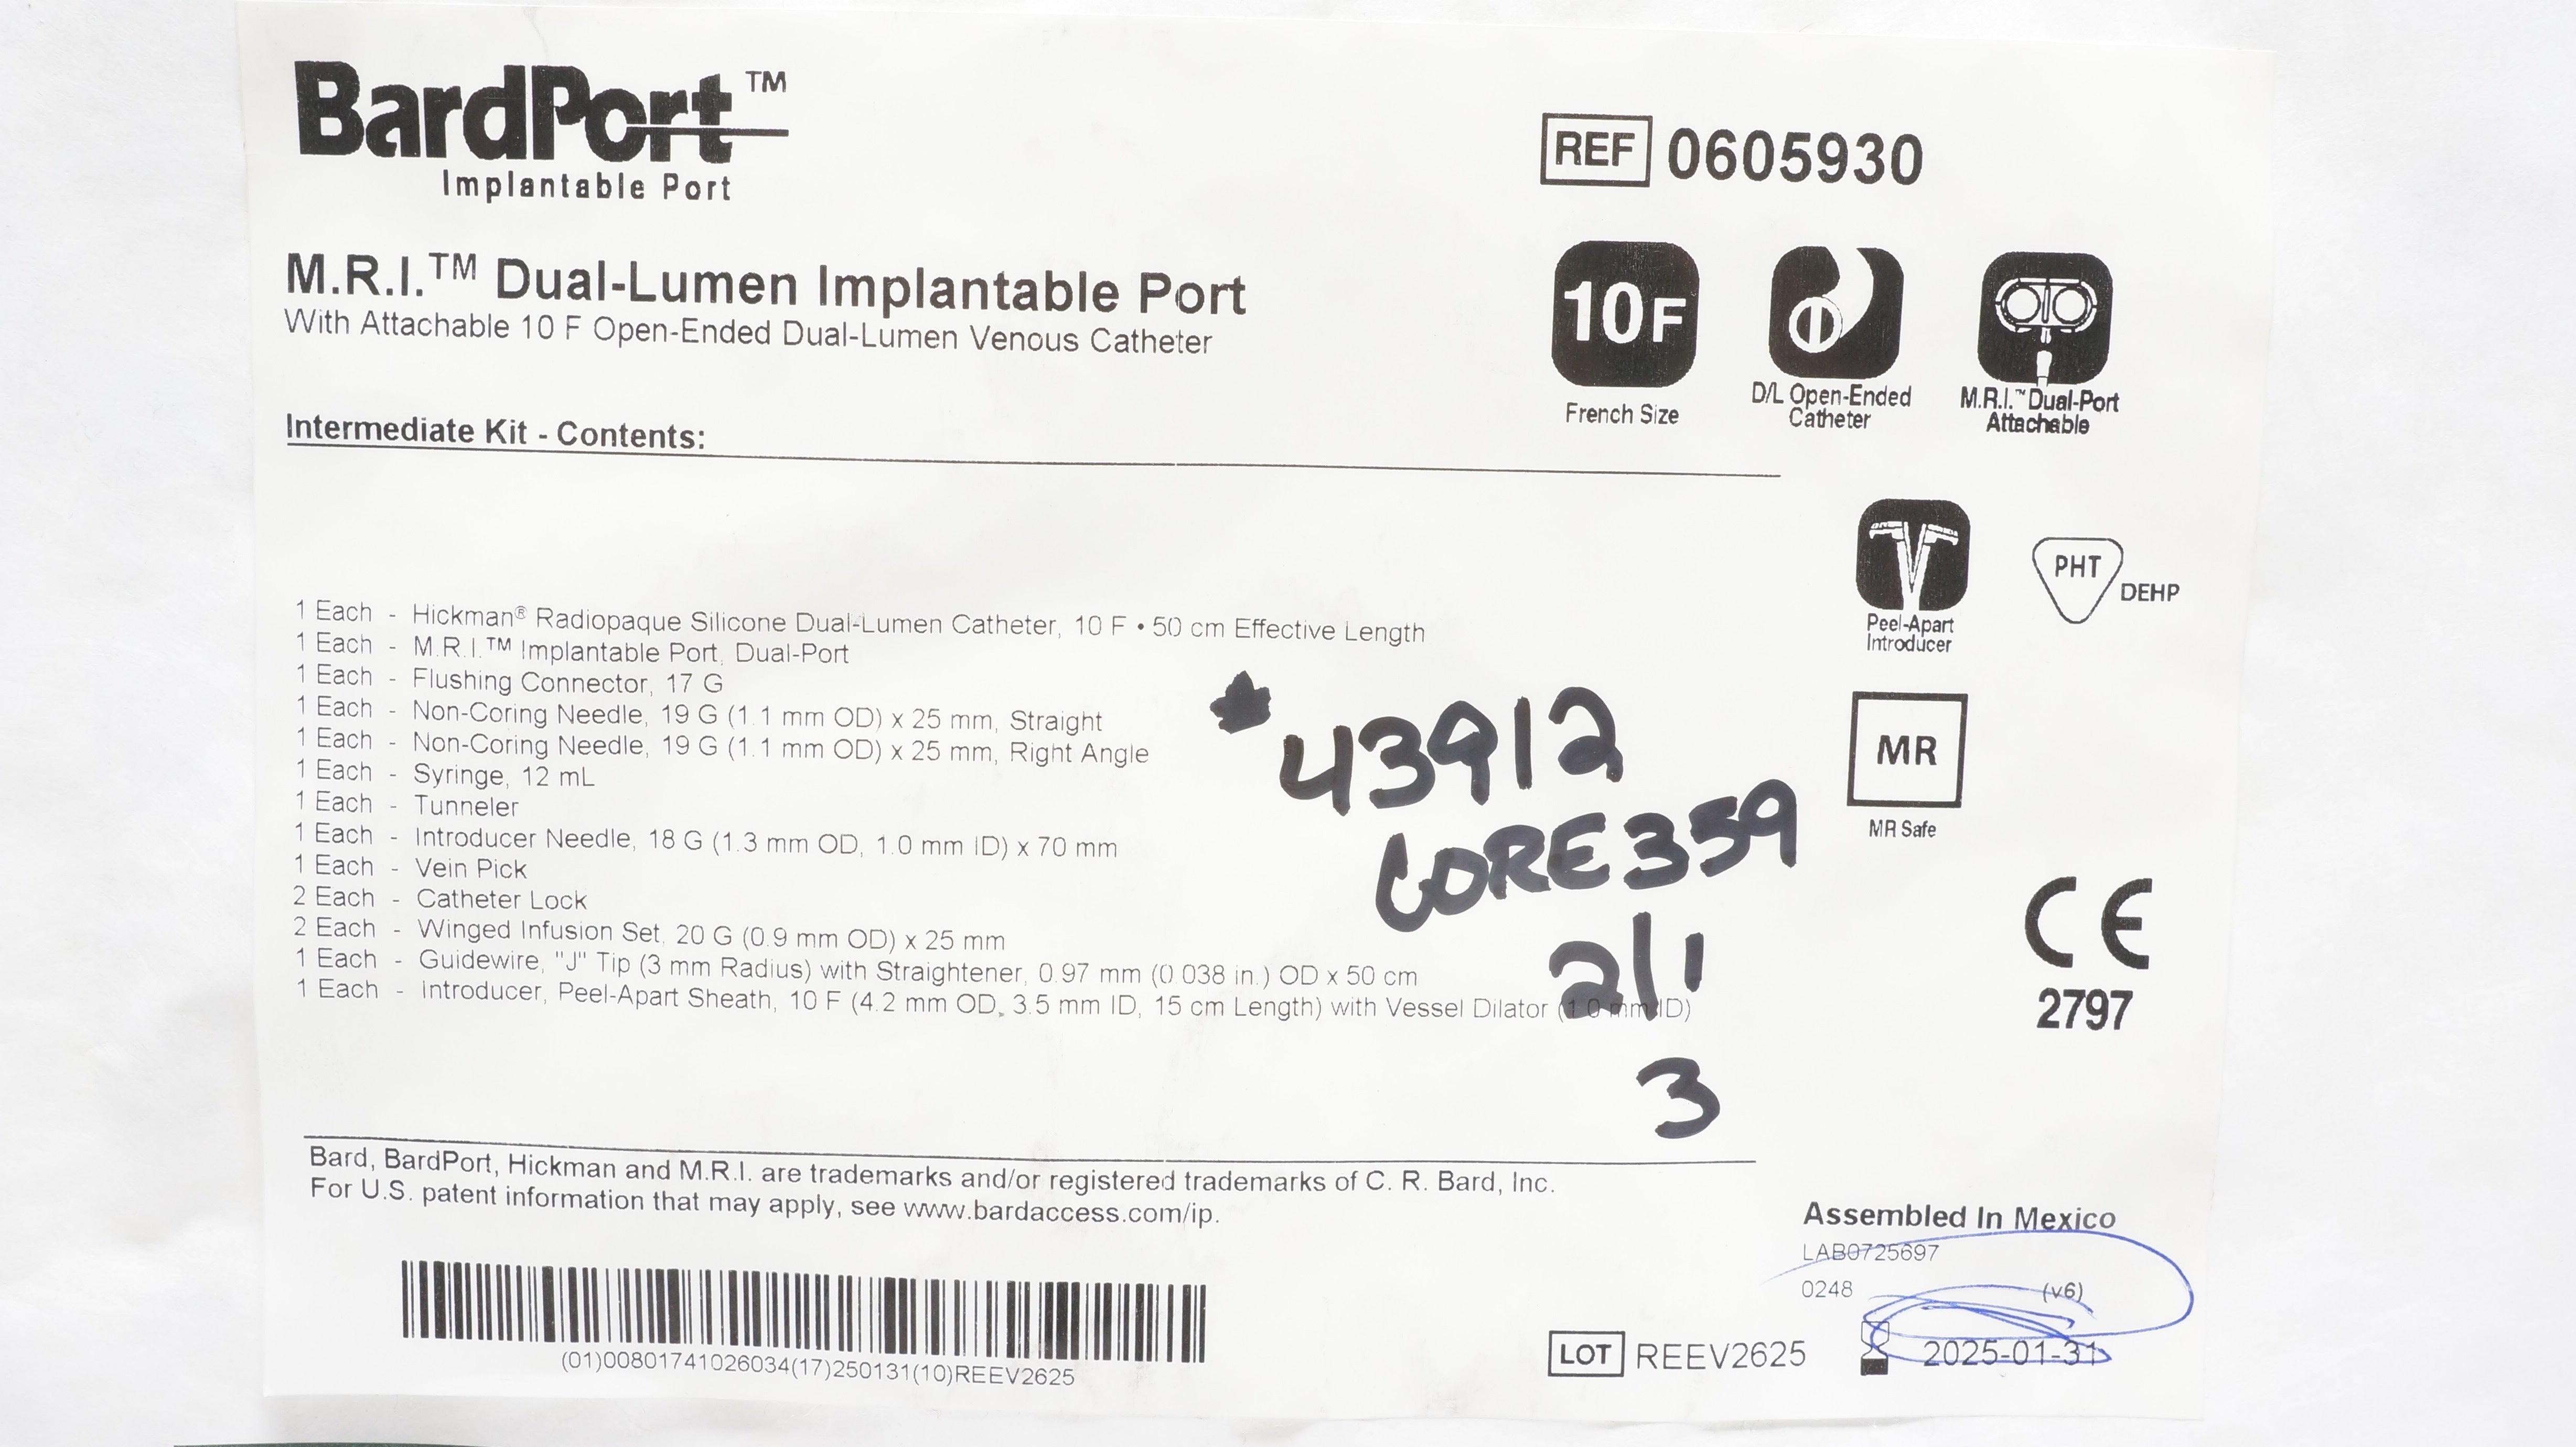 BardPort™
Implantable Port
REF 0605930
M.R.I.™ Dual-Lumen Implantable Port
With Attachable 10 F Open-Ended Dual-Lumen Venous Catheter
10F
French Size
D/L Open-Ended
Catheter
M.R.I.™ Dual-Port
Attachable
Intermediate Kit - Contents:
Peel-Apart
Introducer
PHT
DEHP
1 Each - Hickman® Radiopaque Silicone Dual-Lumen Catheter, 10 F • 50 cm Effective Length
1 Each - M.R.I.™ Implantable Port, Dual-Port
1 Each - Flushing Connector, 17 G
1 Each - Non-Coring Needle, 19 G (1.1 mm OD) x 25 mm, Straight
1 Each - Non-Coring Needle, 19 G (1.1 mm OD) x 25 mm, Right Angle
1 Each - Syringe, 12 mL
1 Each - Tunneler
1 Each - Introducer Needle, 18 G (1.3 mm OD, 1.0 mm ID) x 70 mm
1 Each - Vein Pick
2 Each - Catheter Lock
2 Each - Winged Infusion Set, 20 G (0.9 mm OD) x 25 mm
1 Each - Guidewire, "J" Tip (3 mm Radius) with Straightener, 0.97 mm (0.038 in.) OD x 50 cm
1 Each - Introducer, Peel-Apart Sheath, 10 F (4.2 mm OD, 3.5 mm ID, 15 cm Length) with Vessel Dilator (1.0 mm ID)
43912
CORE359
2/1
3
MR
MR Safe
CE
2797
Bard, BardPort, Hickman and M.R.I. are trademarks and/or registered trademarks of C. R. Bard, Inc.
For U.S. patent information that may apply, see www.bardaccess.com/ip.
Assembled In Mexico
LAB0725697
0248 (v6)
(01)00801741026034(17)250131(10)REEV2625
LOT REEV2625
2025-01-31